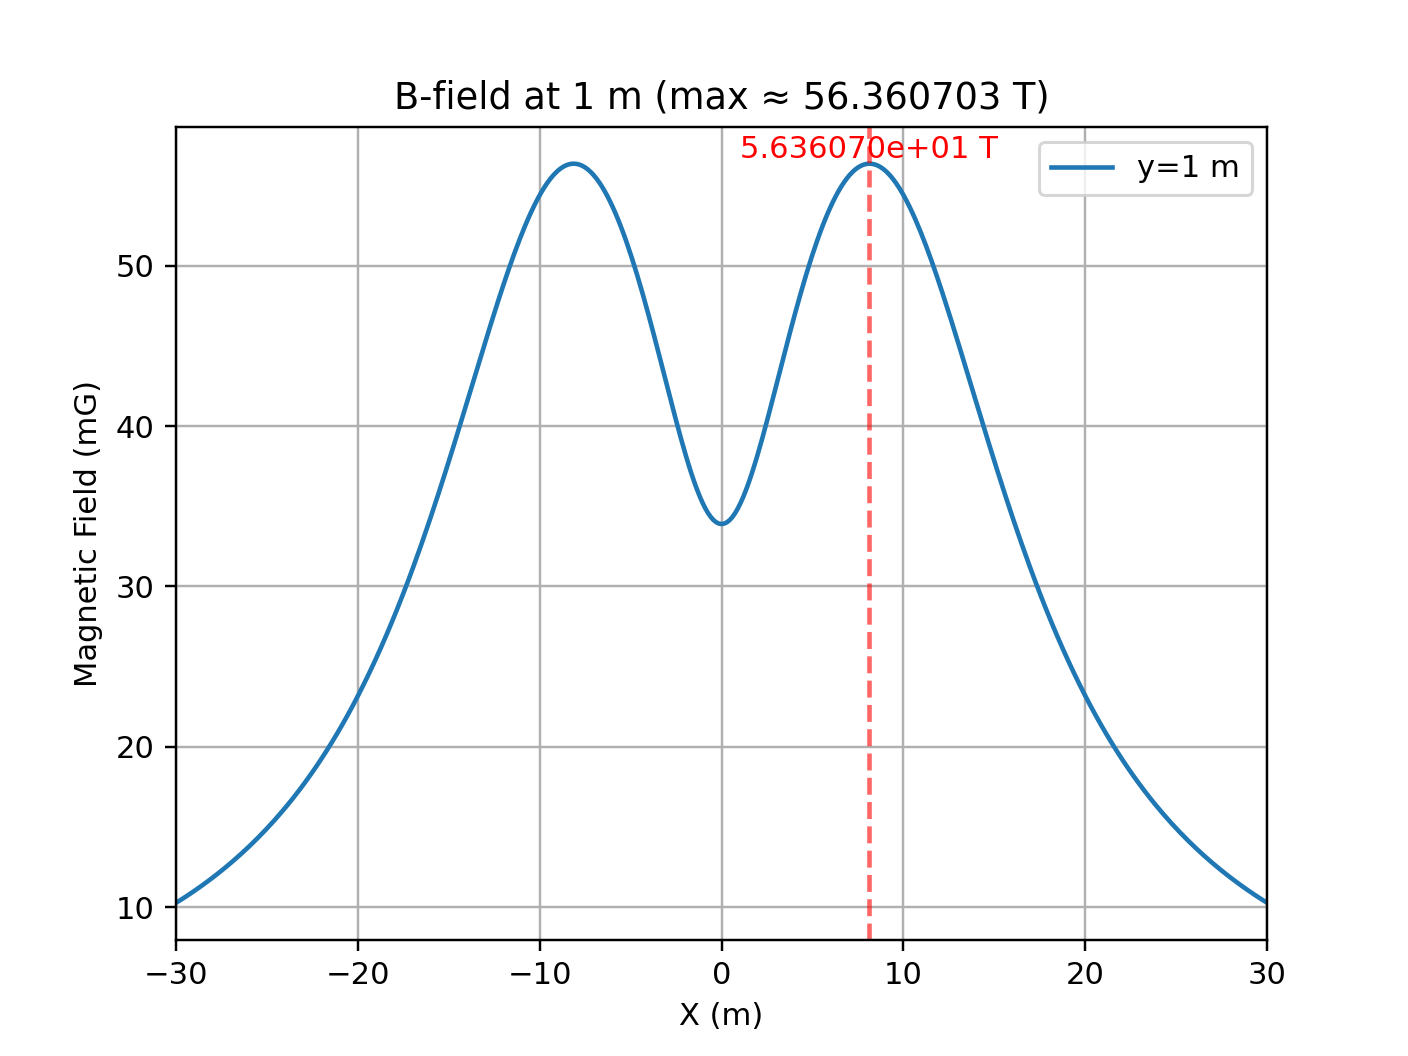 B-field at 1 m (max ≈ 56.360703 T)
5.636070e+01 T
y=1 m
Magnetic Field (mG)
50
40
30
20
10
−30 −20 −10 0 10 20 30
X (m)